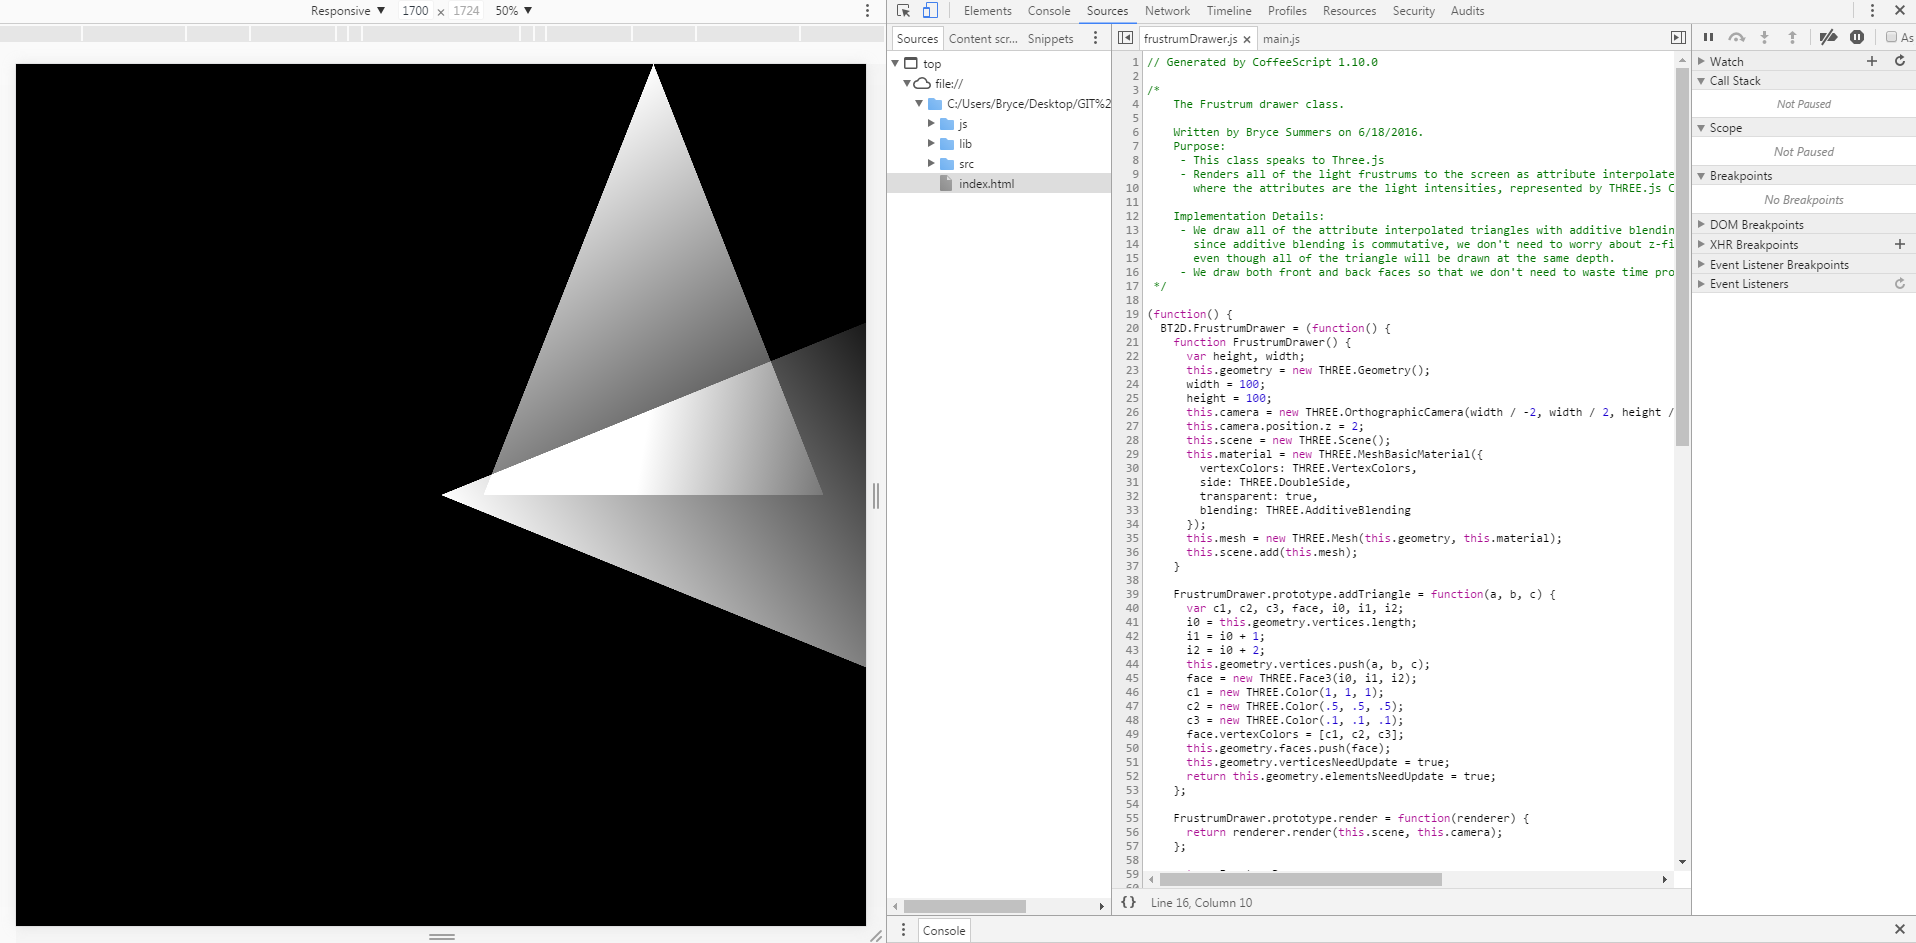 Responsive ▼ 1700 × 1724 50% ▼
Elements Console Sources Network Timeline Profiles Resources Security Audits
Sources Content scr... Snippets
top
file://
C:/Users/Bryce/Desktop/GIT%2
js
lib
src
index.html
frustrumDrawer.js × main.js
1 // Generated by CoffeeScript 1.10.0
2
3 /*
4 The Frustrum drawer class.
5
6 Written by Bryce Summers on 6/18/2016.
7 Purpose:
8 - This class speaks to Three.js
9 - Renders all of the light frustrums to the screen as attribute interpolate
10 where the attributes are the light intensities, represented by THREE.js C
11
12 Implementation Details:
13 - We draw all of the attribute interpolated triangles with additive blendin
14 since additive blending is commutative, we don't need to worry about z-fi
15 even though all of the triangle will be drawn at the same depth.
16 - We draw both front and back faces so that we don't need to waste time pro
17 */
18
19 (function() {
20 BT2D.FrustrumDrawer = (function() {
21 function FrustrumDrawer() {
22 var height, width;
23 this.geometry = new THREE.Geometry();
24 width = 100;
25 height = 100;
26 this.camera = new THREE.OrthographicCamera(width / -2, width / 2, height /
27 this.camera.position.z = 2;
28 this.scene = new THREE.Scene();
29 this.material = new THREE.MeshBasicMaterial({
30 vertexColors: THREE.VertexColors,
31 side: THREE.DoubleSide,
32 transparent: true,
33 blending: THREE.AdditiveBlending
34 });
35 this.mesh = new THREE.Mesh(this.geometry, this.material);
36 this.scene.add(this.mesh);
37 }
38
39 FrustrumDrawer.prototype.addTriangle = function(a, b, c) {
40 var c1, c2, c3, face, i0, i1, i2;
41 i0 = this.geometry.vertices.length;
42 i1 = i0 + 1;
43 i2 = i0 + 2;
44 this.geometry.vertices.push(a, b, c);
45 face = new THREE.Face3(i0, i1, i2);
46 c1 = new THREE.Color(1, 1, 1);
47 c2 = new THREE.Color(.5, .5, .5);
48 c3 = new THREE.Color(.1, .1, .1);
49 face.vertexColors = [c1, c2, c3];
50 this.geometry.faces.push(face);
51 this.geometry.verticesNeedUpdate = true;
52 return this.geometry.elementsNeedUpdate = true;
53 };
54
55 FrustrumDrawer.prototype.render = function(renderer) {
56 return renderer.render(this.scene, this.camera);
57 };
58
59
{} Line 16, Column 10
As
Watch
Call Stack
Not Paused
Scope
Not Paused
Breakpoints
No Breakpoints
DOM Breakpoints
XHR Breakpoints
Event Listener Breakpoints
Event Listeners
Console